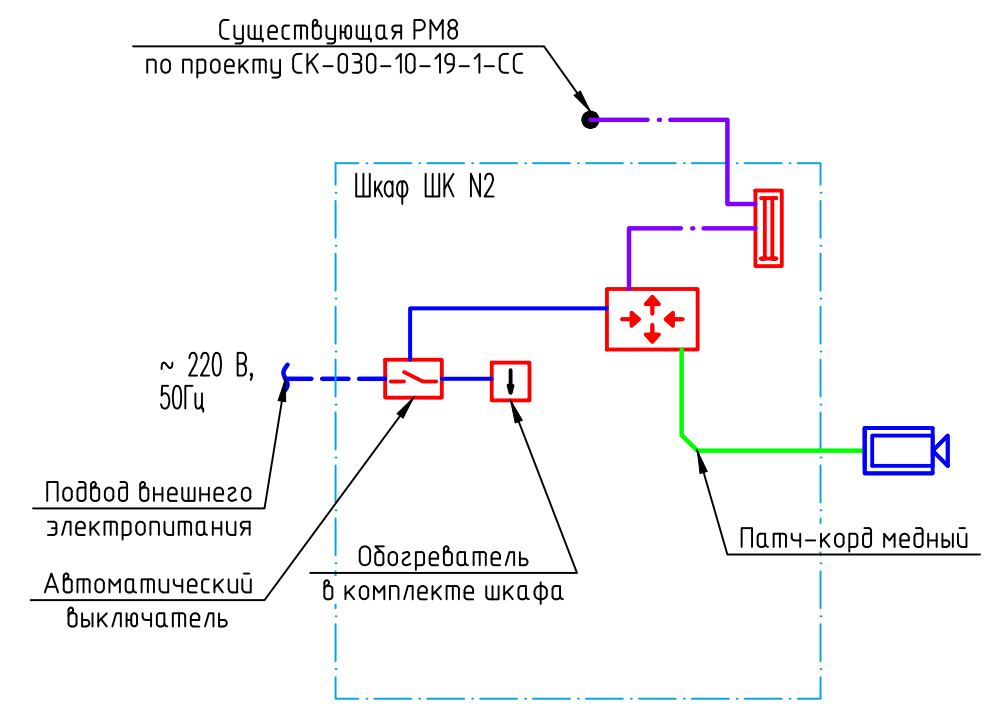 Существующая РМ8
по проекту СК-030-10-19-1-СС
Шкаф ШК N2
~ 220 В,
50Гц
Подвод внешнего
электропитания
Автоматический
выключатель
Обогреватель
в комплекте шкафа
Патч-корд медный